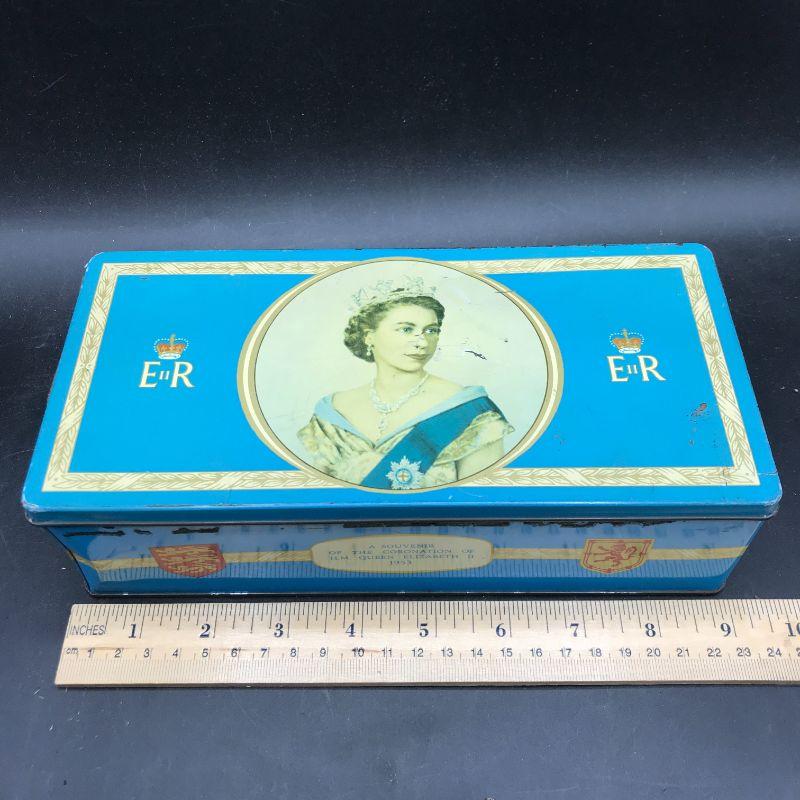 E II R
E II R
A SOUVENIR
OF THE CORONATION OF
H.M. QUEEN ELIZABETH II
1953
INCHES 1 2 3 4 5 6 7 8 9 10
cm 1 2 3 4 5 6 7 8 9 10 11 12 13 14 15 16 17 18 19 20 21 22 23 24